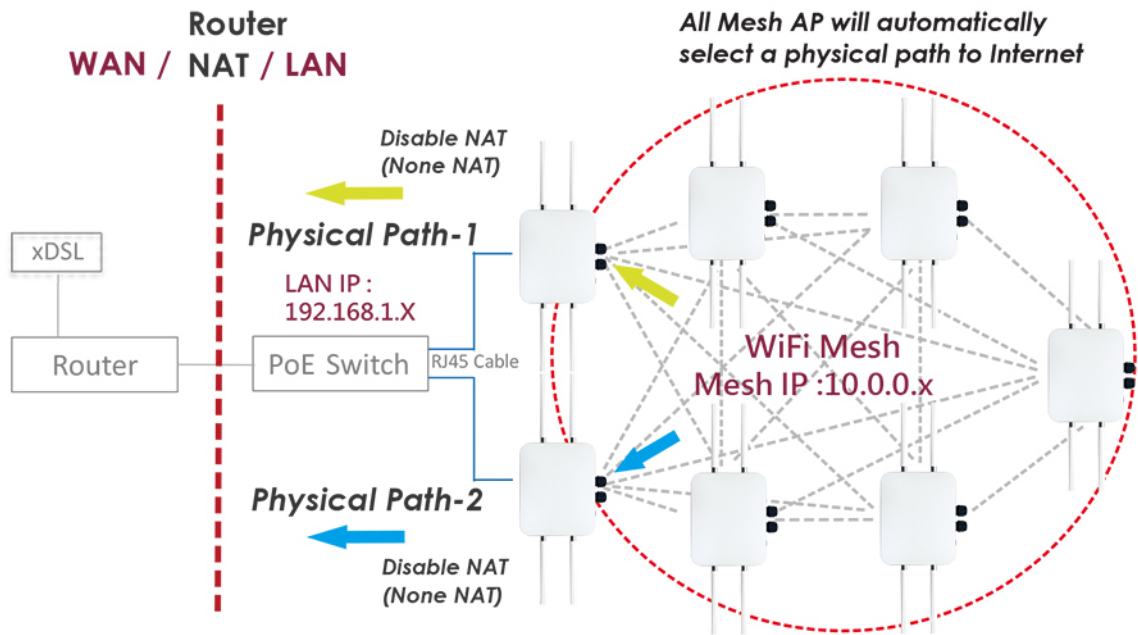 Router
WAN / NAT / LAN
All Mesh AP will automatically
select a physical path to Internet
Disable NAT
(None NAT)
Physical Path-1
xDSL
LAN IP :
192.168.1.X
Router
PoE Switch
RJ45 Cable
WiFi Mesh
Mesh IP :10.0.0.x
Physical Path-2
Disable NAT
(None NAT)